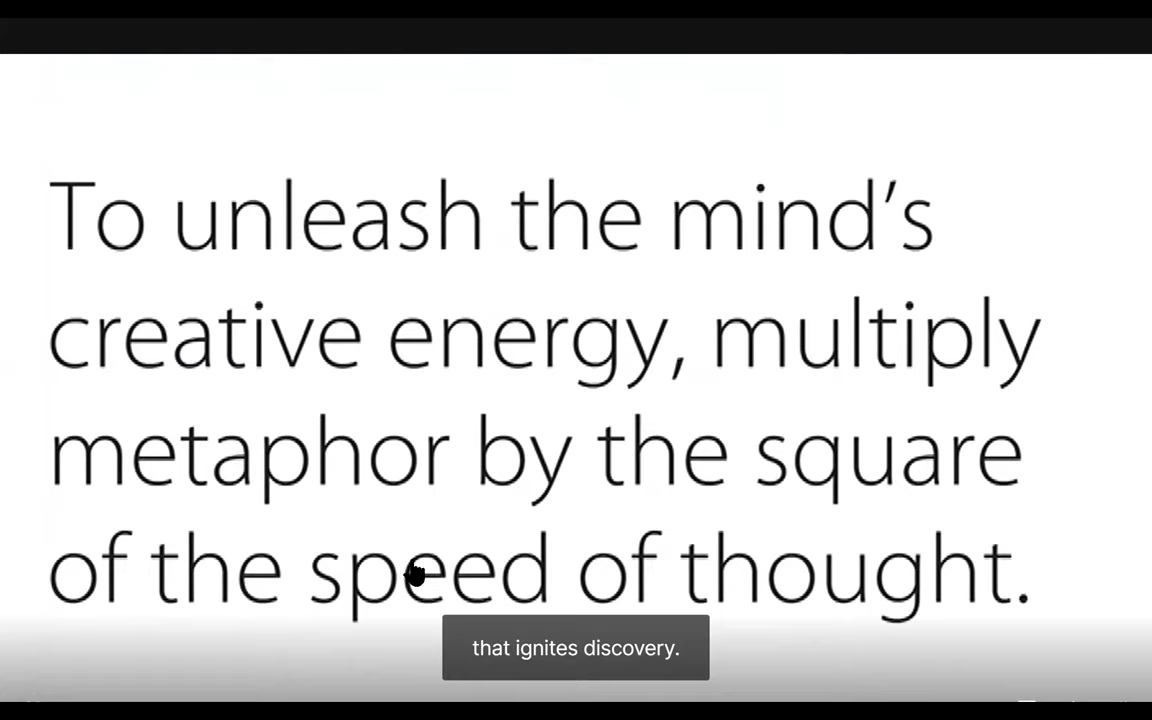 To unleash the mind’s
creative energy, multiply
metaphor by the square
of the speed of thought.
that ignites discovery.